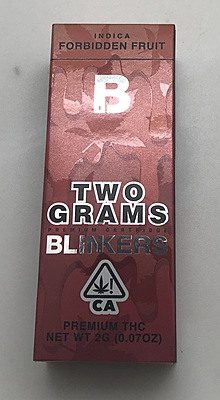 INDICA
FORBIDDEN FRUIT
B
TWO
GRAMS
PREMIUM CARTRIDGE
BLINKERS
!
CA
PREMIUM THC
NET WT 2G (0.07OZ)